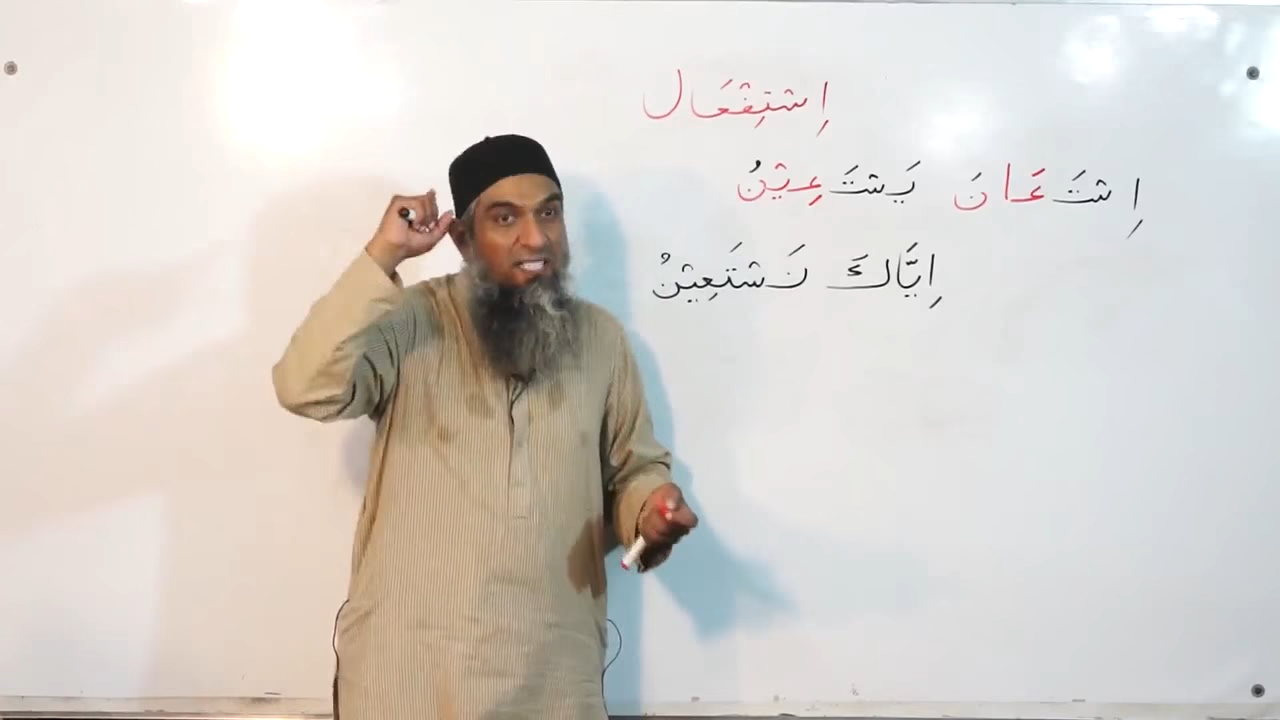 اِسْتِفْعَال
اِسْتَعَانَ يَسْتَعِيْنُ
اِيَّاكَ نَسْتَعِيْنُ